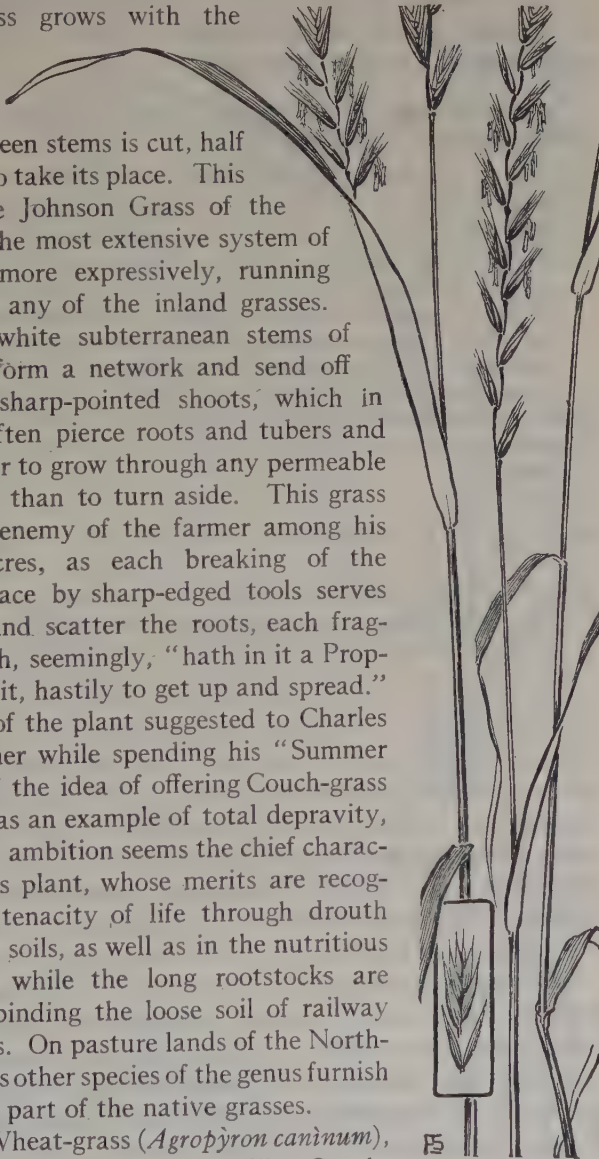 ss grows with the
een stems is cut, half
o take its place. This
e Johnson Grass of the
he most extensive system of
more expressively, running
any of the inland grasses.
white subterranean stems of
form a network and send off
sharp-pointed shoots, which in
ften pierce roots and tubers and
r to grow through any permeable
than to turn aside. This grass
enemy of the farmer among his
cres, as each breaking of the
ace by sharp-edged tools serves
and scatter the roots, each frag-
h, seemingly, “hath in it a Prop-
it, hastily to get up and spread.”
of the plant suggested to Charles
ner while spending his “Summer
the idea of offering Couch-grass
as an example of total depravity,
ambition seems the chief charac-
s plant, whose merits are recog-
tenacity of life through drouth
soils, as well as in the nutritious
while the long rootstocks are
binding the loose soil of railway
s. On pasture lands of the North-
s other species of the genus furnish
part of the native grasses.
Wheat-grass (Agropỳron canìnum),